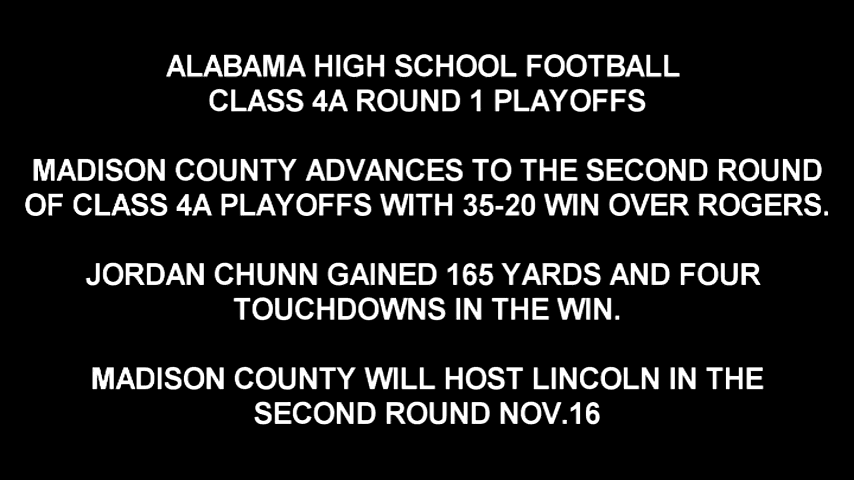 ALABAMA HIGH SCHOOL FOOTBALL
CLASS 4A ROUND 1 PLAYOFFS
MADISON COUNTY ADVANCES TO THE SECOND ROUND
OF CLASS 4A PLAYOFFS WITH 35-20 WIN OVER ROGERS.
JORDAN CHUNN GAINED 165 YARDS AND FOUR
TOUCHDOWNS IN THE WIN.
MADISON COUNTY WILL HOST LINCOLN IN THE
SECOND ROUND NOV.16